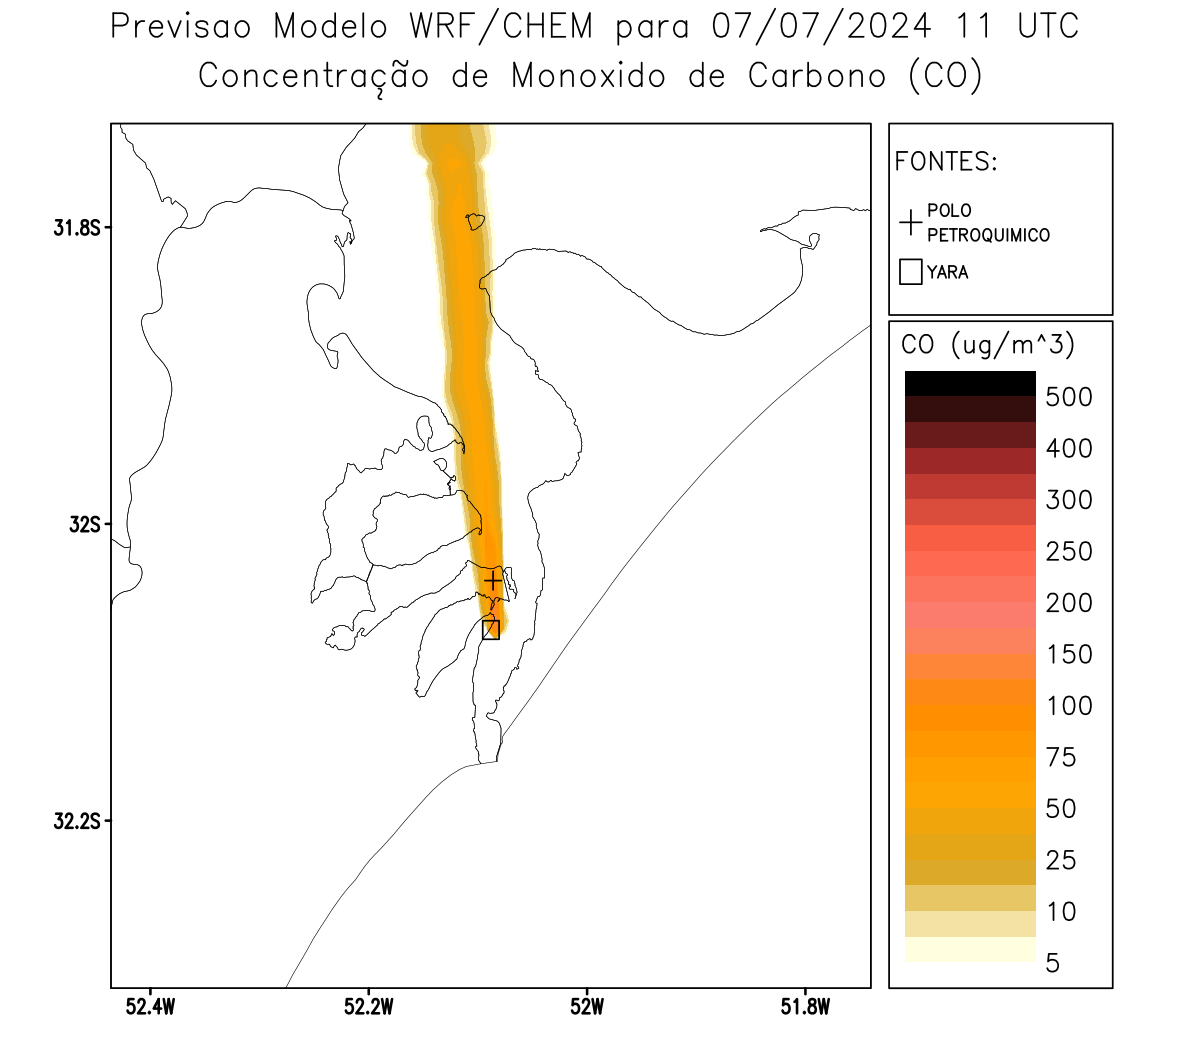 Previsao Modelo WRF/CHEM para 07/07/2024 11 UTC
Concentração de Monoxido de Carbono (CO)
FONTES:
POLO
PETROQUIMICO
YARA
CO (ug/m^3)
500
400
300
250
200
150
100
75
50
25
10
5
31.8S
32S
32.2S
52.4W
52.2W
52W
51.8W